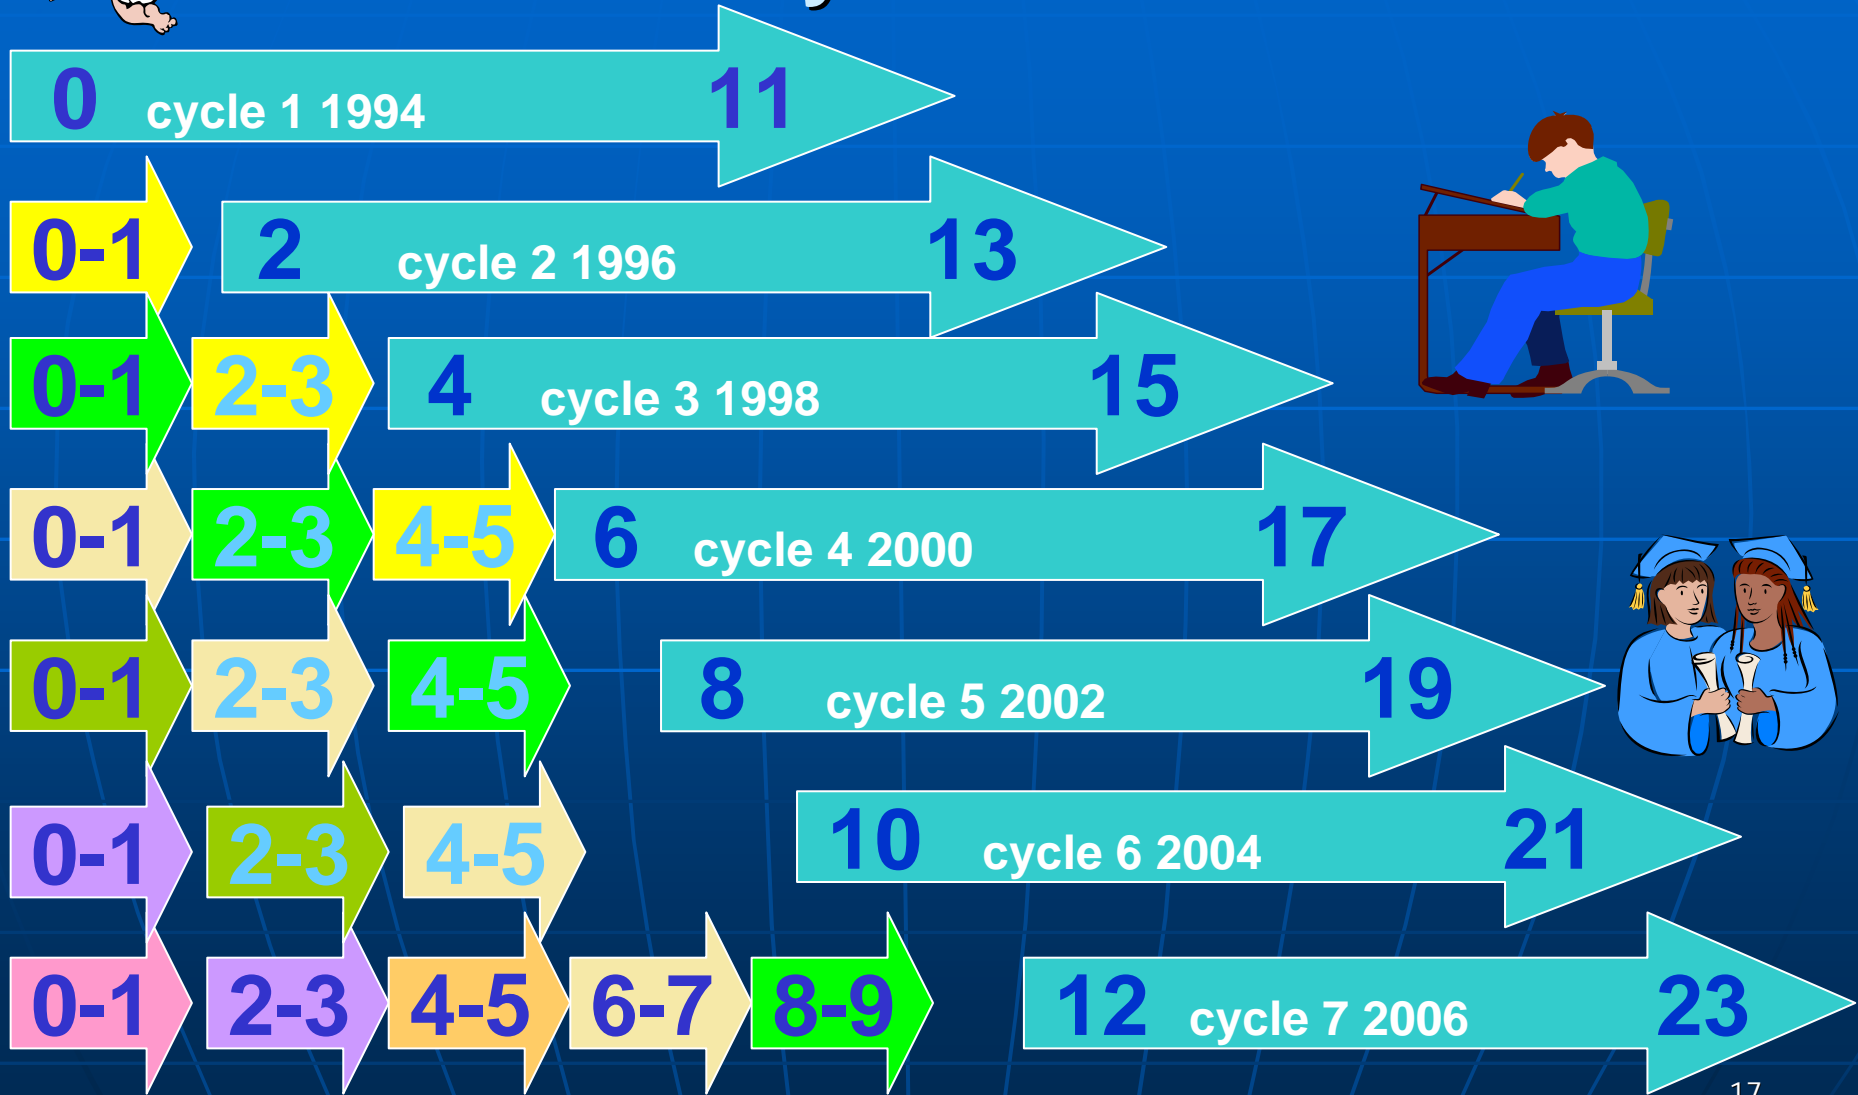 0 cycle 1 1994 11
0-1 2 cycle 2 1996 13
0-1 2-3 4 cycle 3 1998 15
0-1 2-3 4-5 6 cycle 4 2000 17
0-1 2-3 4-5 8 cycle 5 2002 19
0-1 2-3 4-5 10 cycle 6 2004 21
0-1 2-3 4-5 6-7 8-9 12 cycle 7 2006 23
17